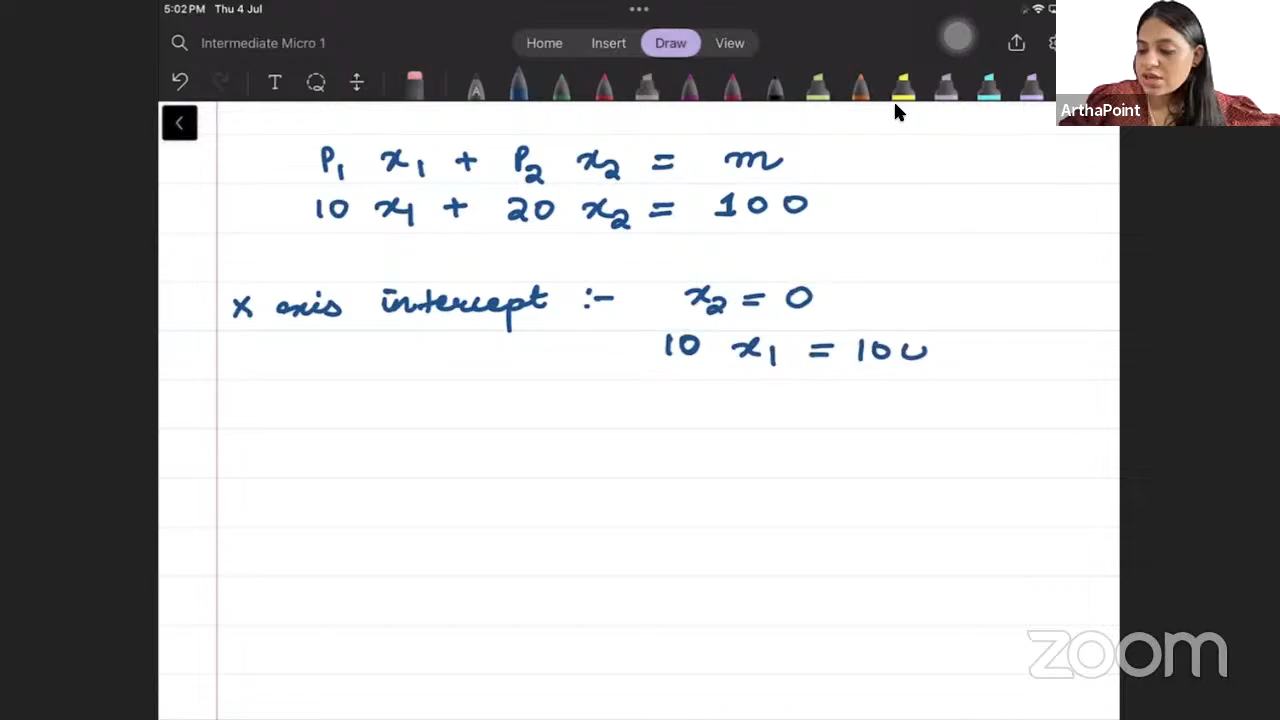 5:02 PM Thu 4 Jul
Intermediate Micro 1
Home Insert Draw View
T
A
ArthaPoint
P₁ x₁ + P₂ x₂ = m
10 x₁ + 20 x₂ = 100
x axis intercept :- x₂ = 0
10 x₁ = 100
zoom